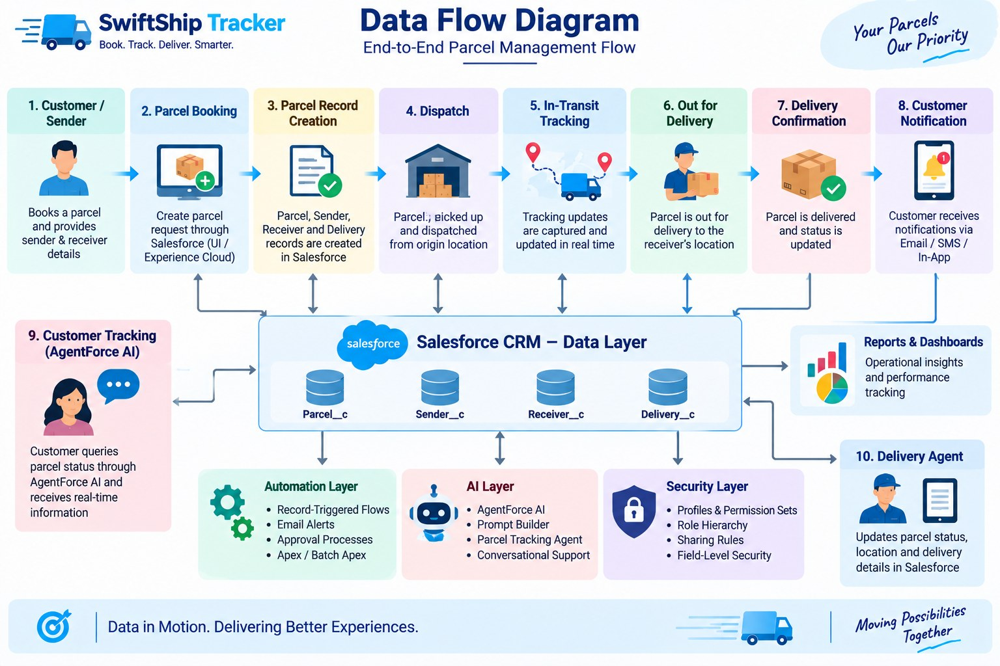 SwiftShip Tracker
Book. Track. Deliver. Smarter.
Data Flow Diagram
End-to-End Parcel Management Flow
Your Parcels
Our Priority
1. Customer /
Sender
Books a parcel
and provides
sender & receiver
details
2. Parcel Booking
Create parcel
request through
Salesforce (UI /
Experience Cloud)
3. Parcel Record
Creation
Parcel, Sender,
Receiver and Delivery
records are created
in Salesforce
4. Dispatch
Parcel picked up
and dispatched
from origin location
5. In-Transit
Tracking
Tracking updates
are captured and
updated in real time
6. Out for
Delivery
Parcel is out for
delivery to the
receiver's location
7. Delivery
Confirmation
Parcel is delivered
and status is
updated
8. Customer
Notification
1
Customer receives
notifications via
Email / SMS /
In-App
9. Customer Tracking
(AgentForce AI)
Customer queries
parcel status through
AgentForce AI and
receives real-time
information
salesforce
Salesforce CRM – Data Layer
Parcel__c
Sender__c
Receiver__c
Delivery__c
Reports & Dashboards
Operational insights
and performance
tracking
10. Delivery Agent
Updates parcel status,
location and delivery
details in Salesforce
Automation Layer
• Record-Triggered Flows
• Email Alerts
• Approval Processes
• Apex / Batch Apex
AI Layer
• AgentForce AI
• Prompt Builder
• Parcel Tracking Agent
• Conversational Support
Security Layer
• Profiles & Permission Sets
• Role Hierarchy
• Sharing Rules
• Field-Level Security
Data in Motion. Delivering Better Experiences.
Moving Possibilities
Together